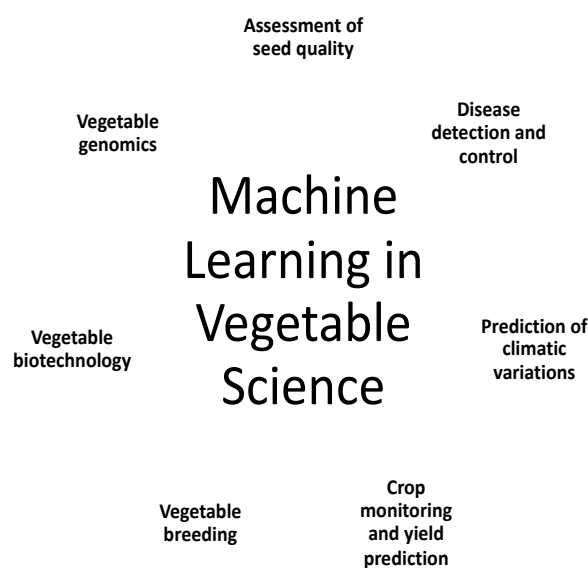 Assessment of
seed quality
Disease
detection and
control
Vegetable
genomics
Machine
Learning in
Vegetable
Science
Prediction of
climatic
variations
Vegetable
biotechnology
Crop
monitoring
and yield
prediction
Vegetable
breeding